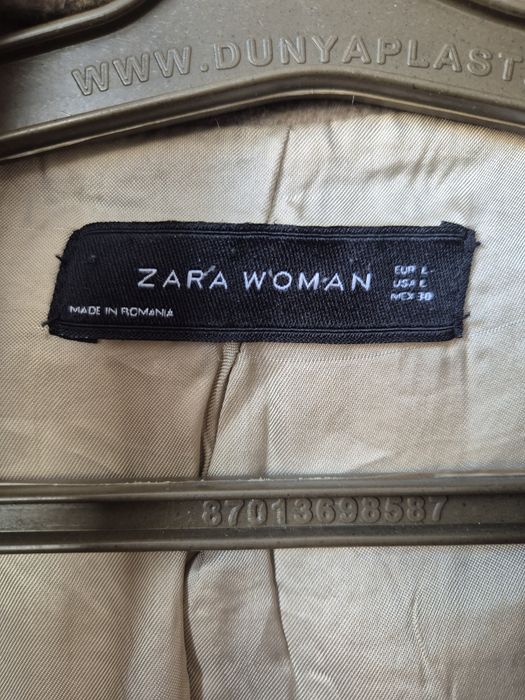 WWW.DUNYAPLAST
ZARA WOMAN
EUR L
USA L
MEX 30
MADE IN ROMANIA
87013698587